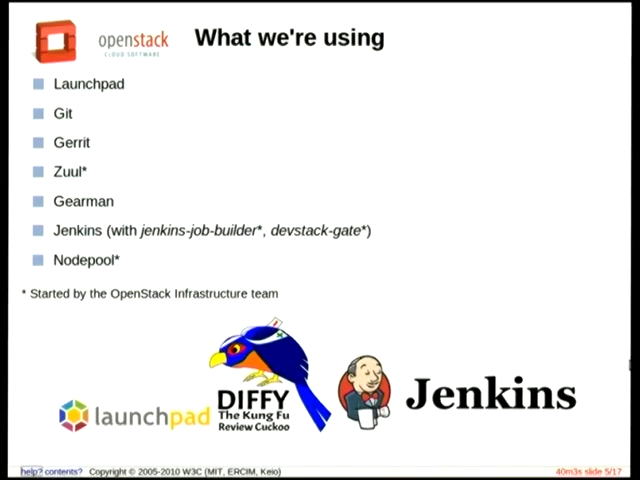 openstack
CLOUD SOFTWARE
What we're using
Launchpad
Git
Gerrit
Zuul*
Gearman
Jenkins (with jenkins-job-builder*, devstack-gate*)
Nodepool*
* Started by the OpenStack Infrastructure team
launchpad
DIFFY
The Kung Fu
Review Cuckoo
Jenkins
help? contents? Copyright © 2005-2010 W3C (MIT, ERCIM, Keio)
40m3s slide 5/17